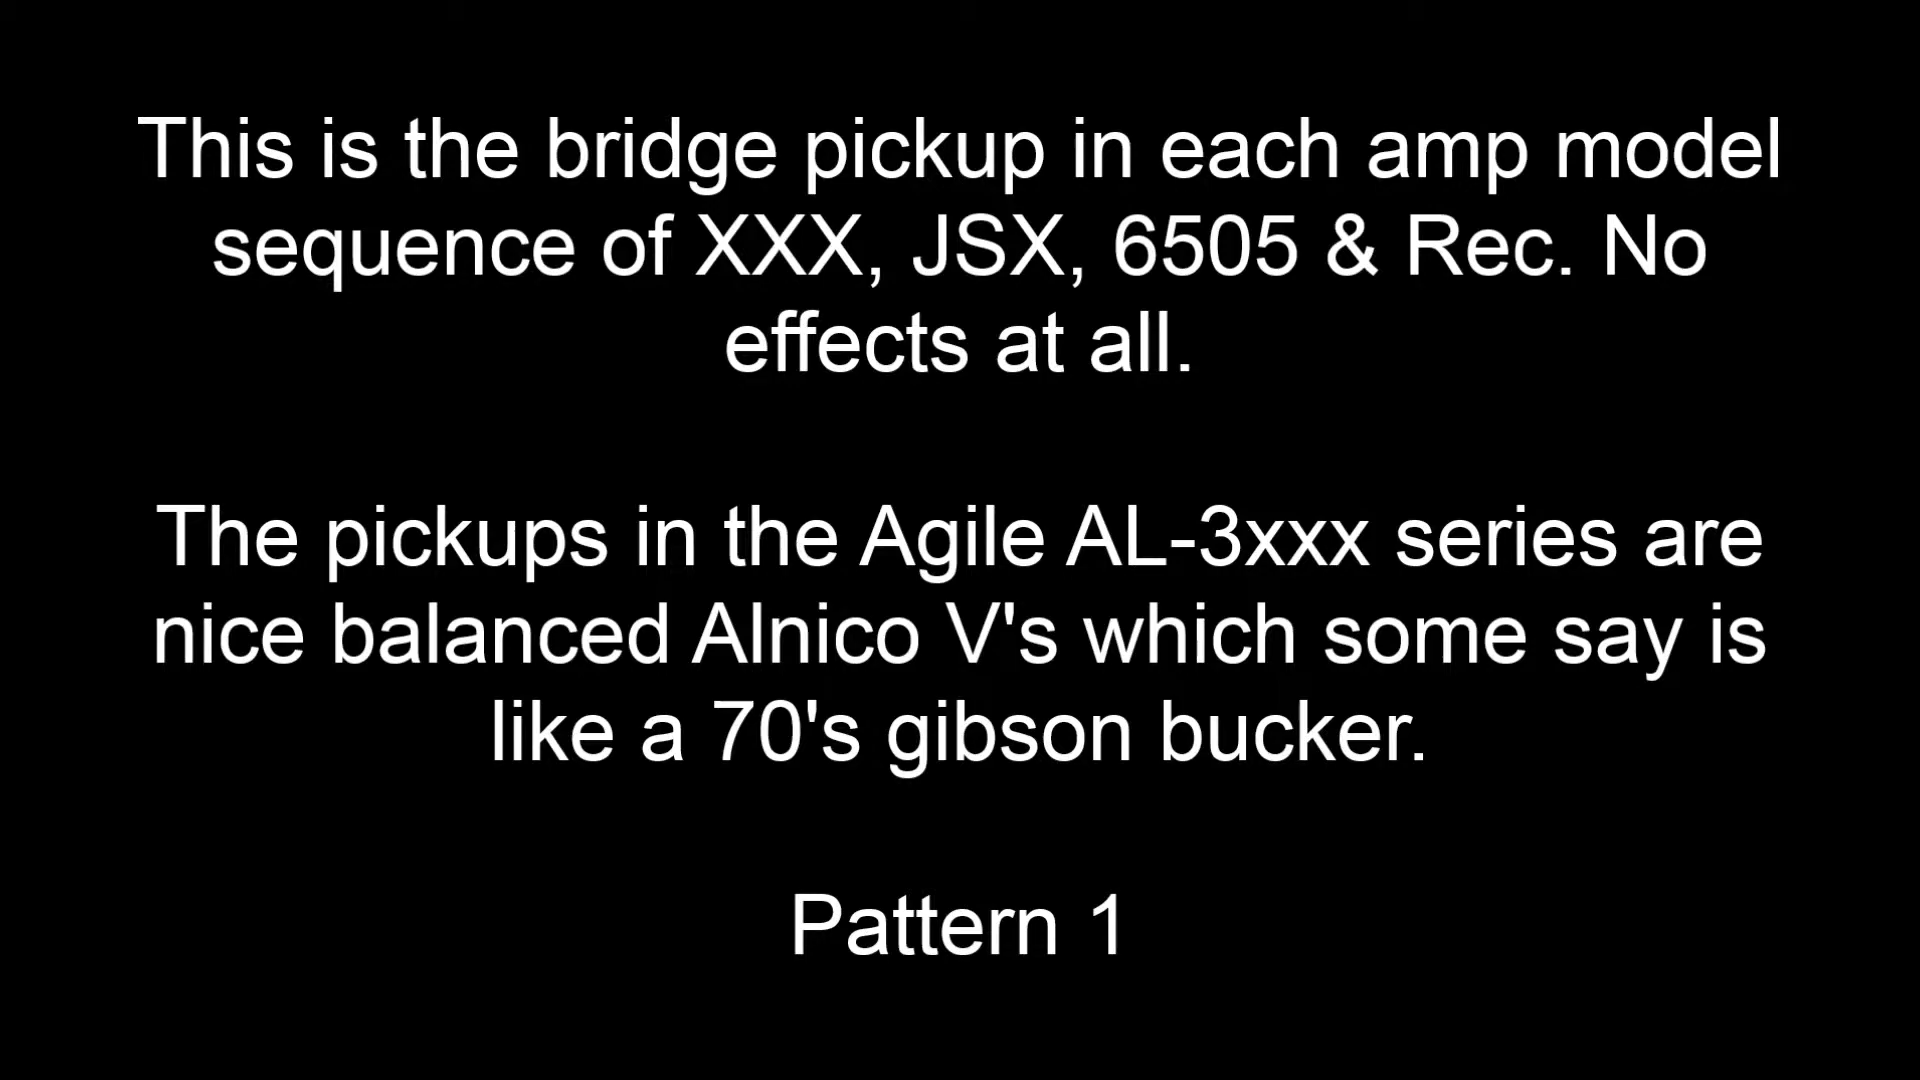 This is the bridge pickup in each amp model
sequence of XXX, JSX, 6505 & Rec. No
effects at all.
The pickups in the Agile AL-3xxx series are
nice balanced Alnico V's which some say is
like a 70's gibson bucker.
Pattern 1